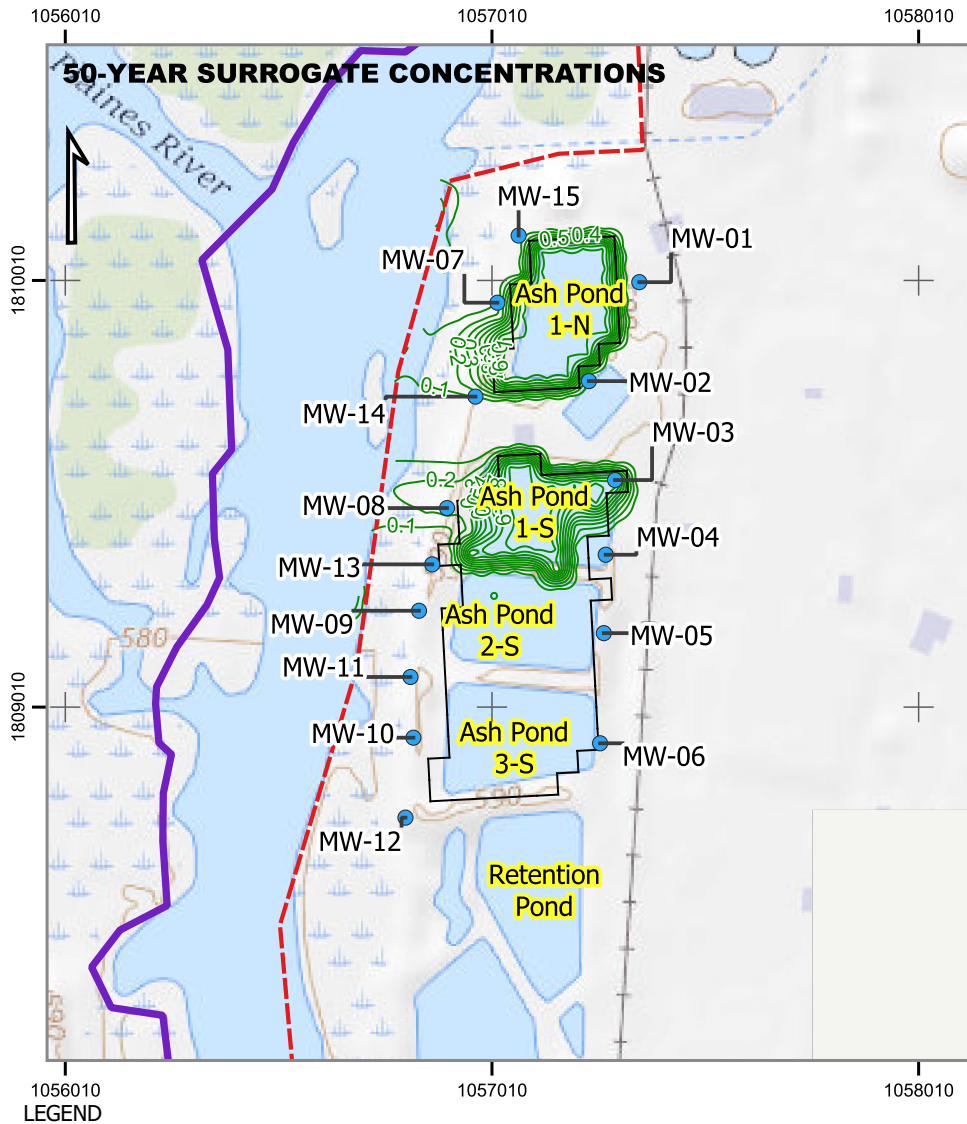 1056010
1057010
1058010
50-YEAR SURROGATE CONCENTRATIONS
plaines River
MW-15
MW-01
MW-07
0.5 0.4
1810010
Ash Pond
1-N
0.2
0.1
MW-02
MW-14
MW-03
0.2
Ash Pond
1-S
MW-08
0.1
MW-04
MW-13
MW-09
Ash Pond
2-S
580
MW-05
MW-11
1809010
MW-10
Ash Pond
3-S
MW-06
590
MW-12
Retention
Pond
1056010
1057010
1058010
LEGEND